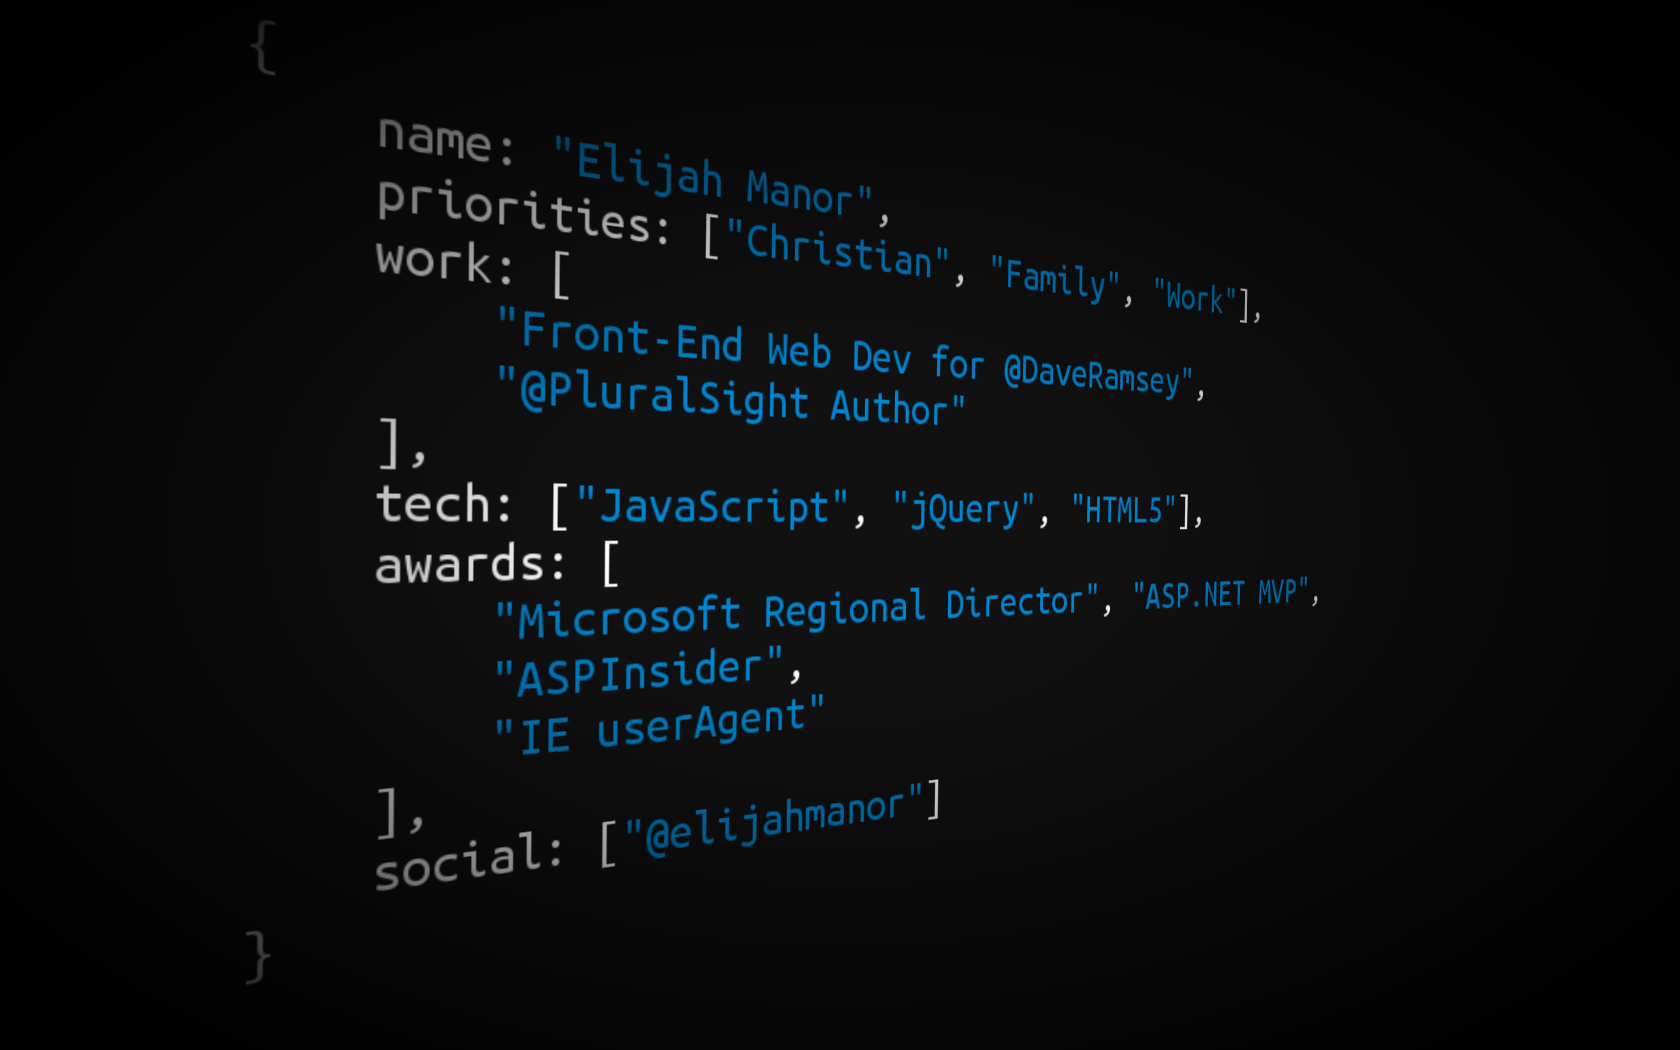 {
name: "Elijah Manor",
priorities: ["Christian", "Family", "Work"],
work: [
"Front-End Web Dev for @DaveRamsey",
"@PluralSight Author"
],
tech: ["JavaScript", "jQuery", "HTML5"],
awards: [
"Microsoft Regional Director", "ASP.NET MVP",
"ASPInsider",
"IE userAgent"
],
social: ["@elijahmanor"]
}